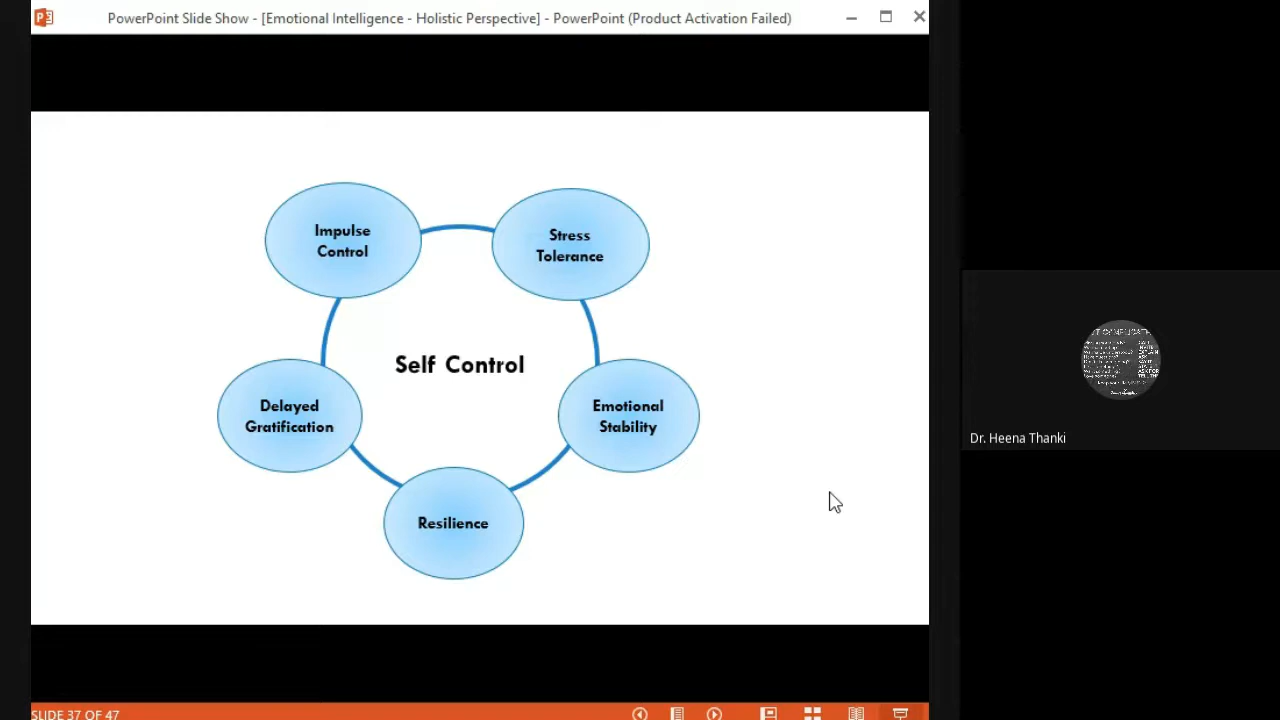 PowerPoint Slide Show - [Emotional Intelligence - Holistic Perspective] - PowerPoint (Product Activation Failed)
Impulse
Control
Stress
Tolerance
Self Control
Delayed
Gratification
Emotional
Stability
Resilience
Dr. Heena Thanki
SLIDE 37 OF 47